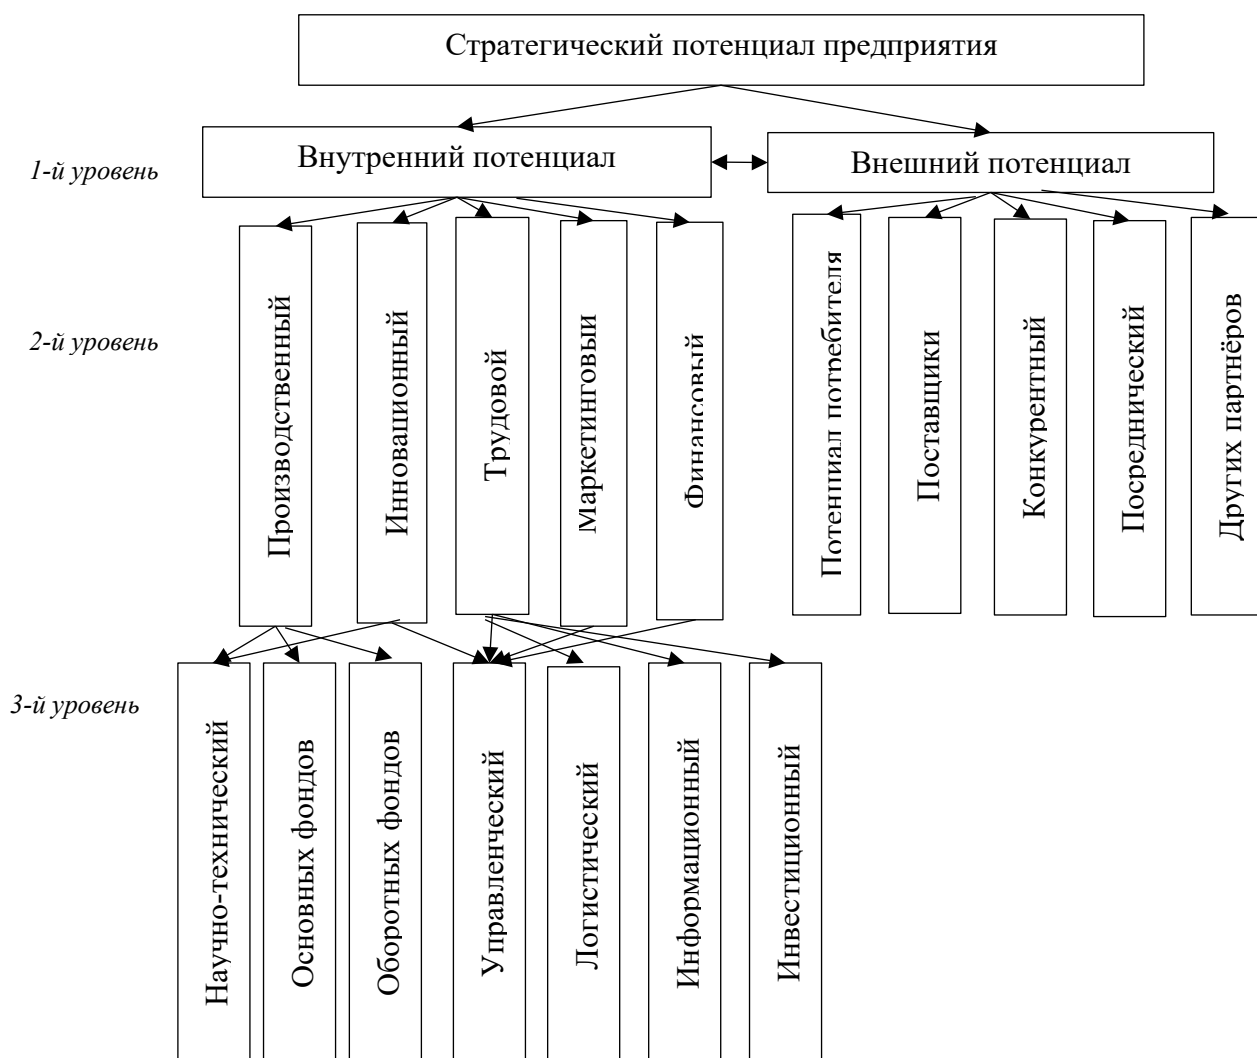 Стратегический потенциал предприятия
1-й уровень
Внутренний потенциал
Внешний потенциал
2-й уровень
Производственный
Инновационный
Трудовой
Маркетинговый
Финансовый
Потенциал потребителя
Поставщики
Конкурентный
Посреднический
Других партнёров
3-й уровень
Научно-технический
Основных фондов
Оборотных фондов
Управленческий
Логистический
Информационный
Инвестиционный